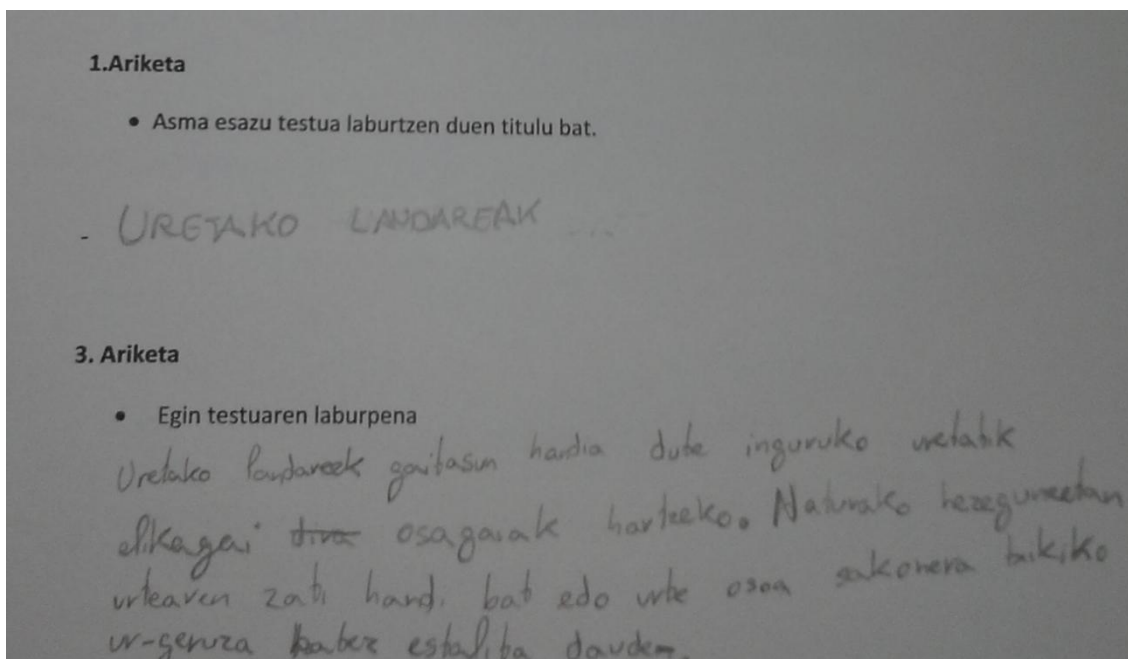 1.Ariketa
• Asma esazu testua laburtzen duen titulu bat.
- URETAKO LANDAREAK ...
3. Ariketa
• Egin testuaren laburpena
Uretako landareek gaitasun handia dute inguruko uretatik
elikagai osagaiak hartzeko. Naturako hezeguneetan
urtearen zati handi bat edo urte osoa sakonera txikiko
ur-geruza batez estalita dauden.